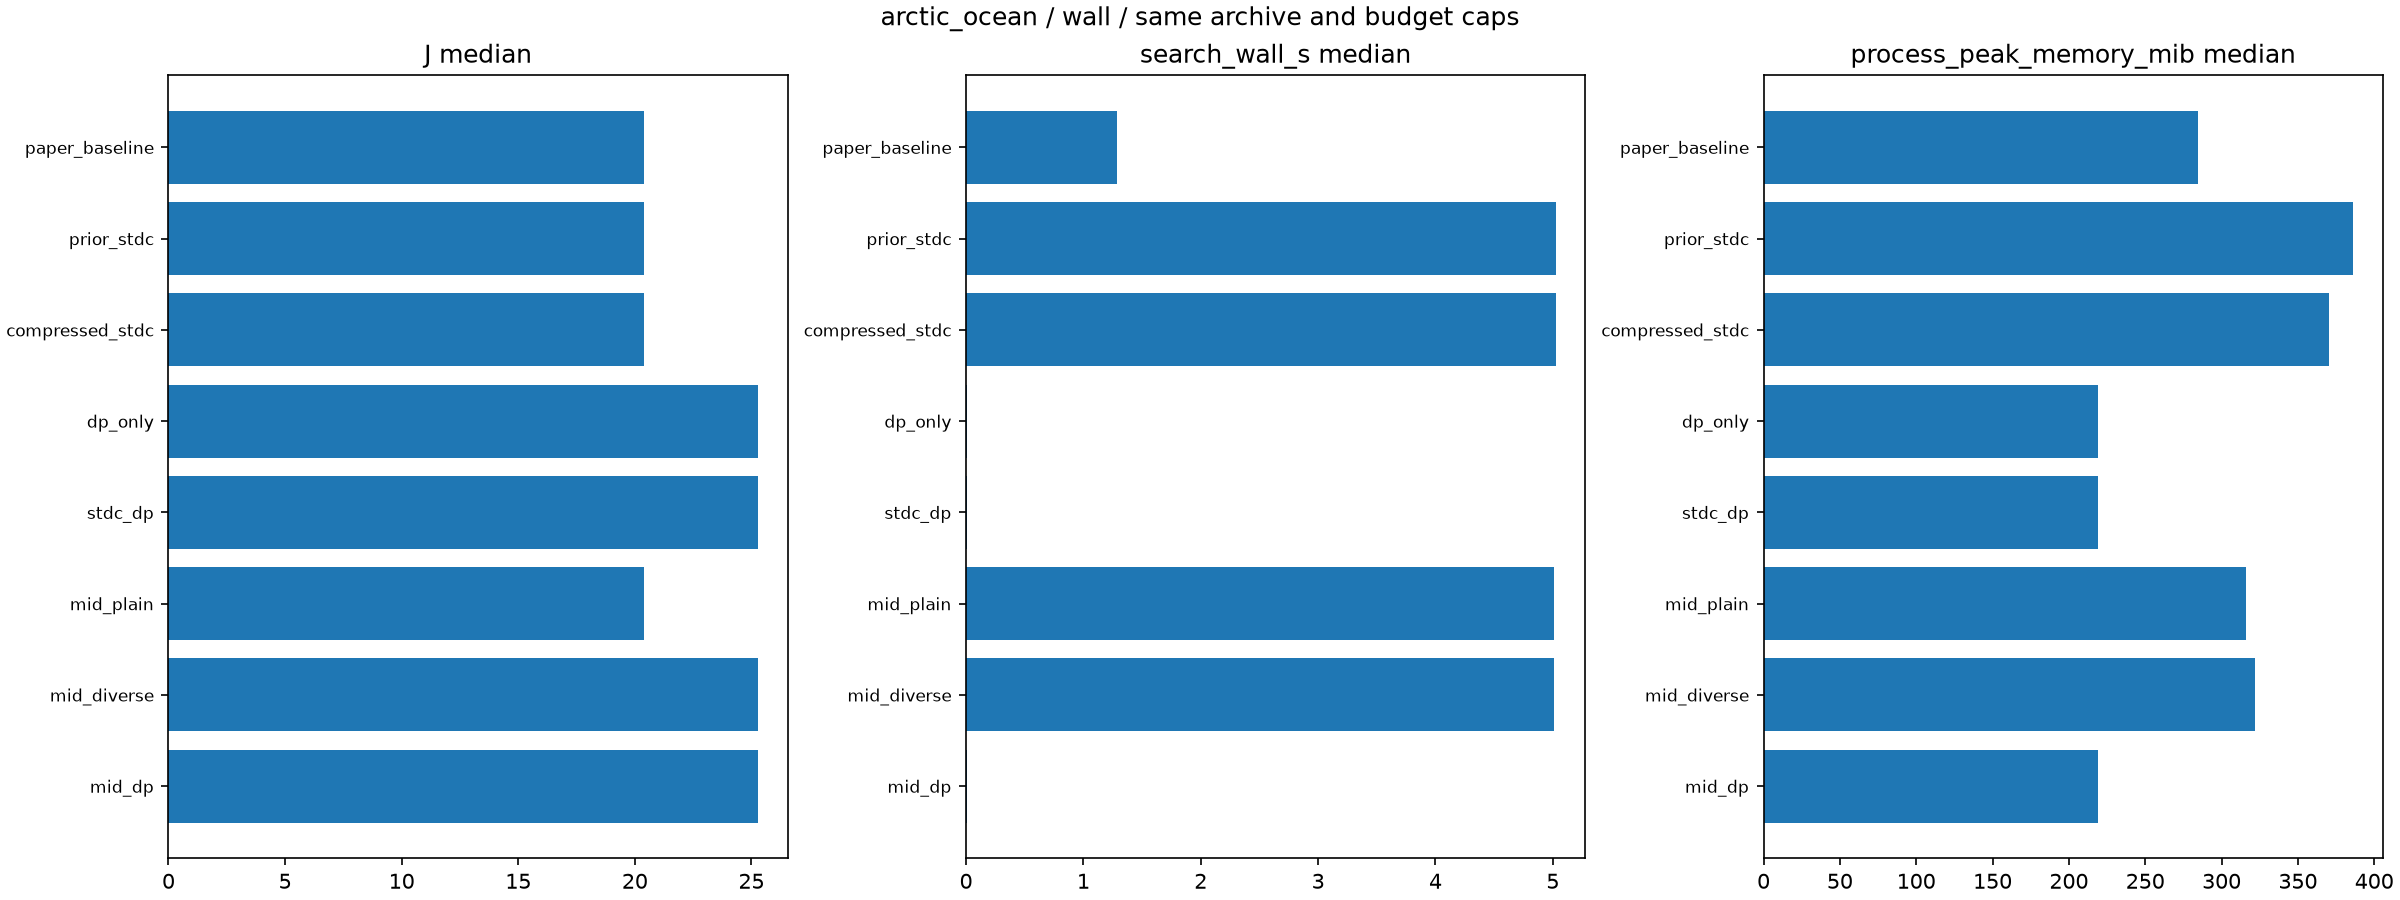 arctic_ocean / wall / same archive and budget caps
J median
paper_baseline
prior_stdc
compressed_stdc
dp_only
stdc_dp
mid_plain
mid_diverse
mid_dp
0 5 10 15 20 25
search_wall_s median
paper_baseline
prior_stdc
compressed_stdc
dp_only
stdc_dp
mid_plain
mid_diverse
mid_dp
0 1 2 3 4 5
process_peak_memory_mib median
paper_baseline
prior_stdc
compressed_stdc
dp_only
stdc_dp
mid_plain
mid_diverse
mid_dp
0 50 100 150 200 250 300 350 400